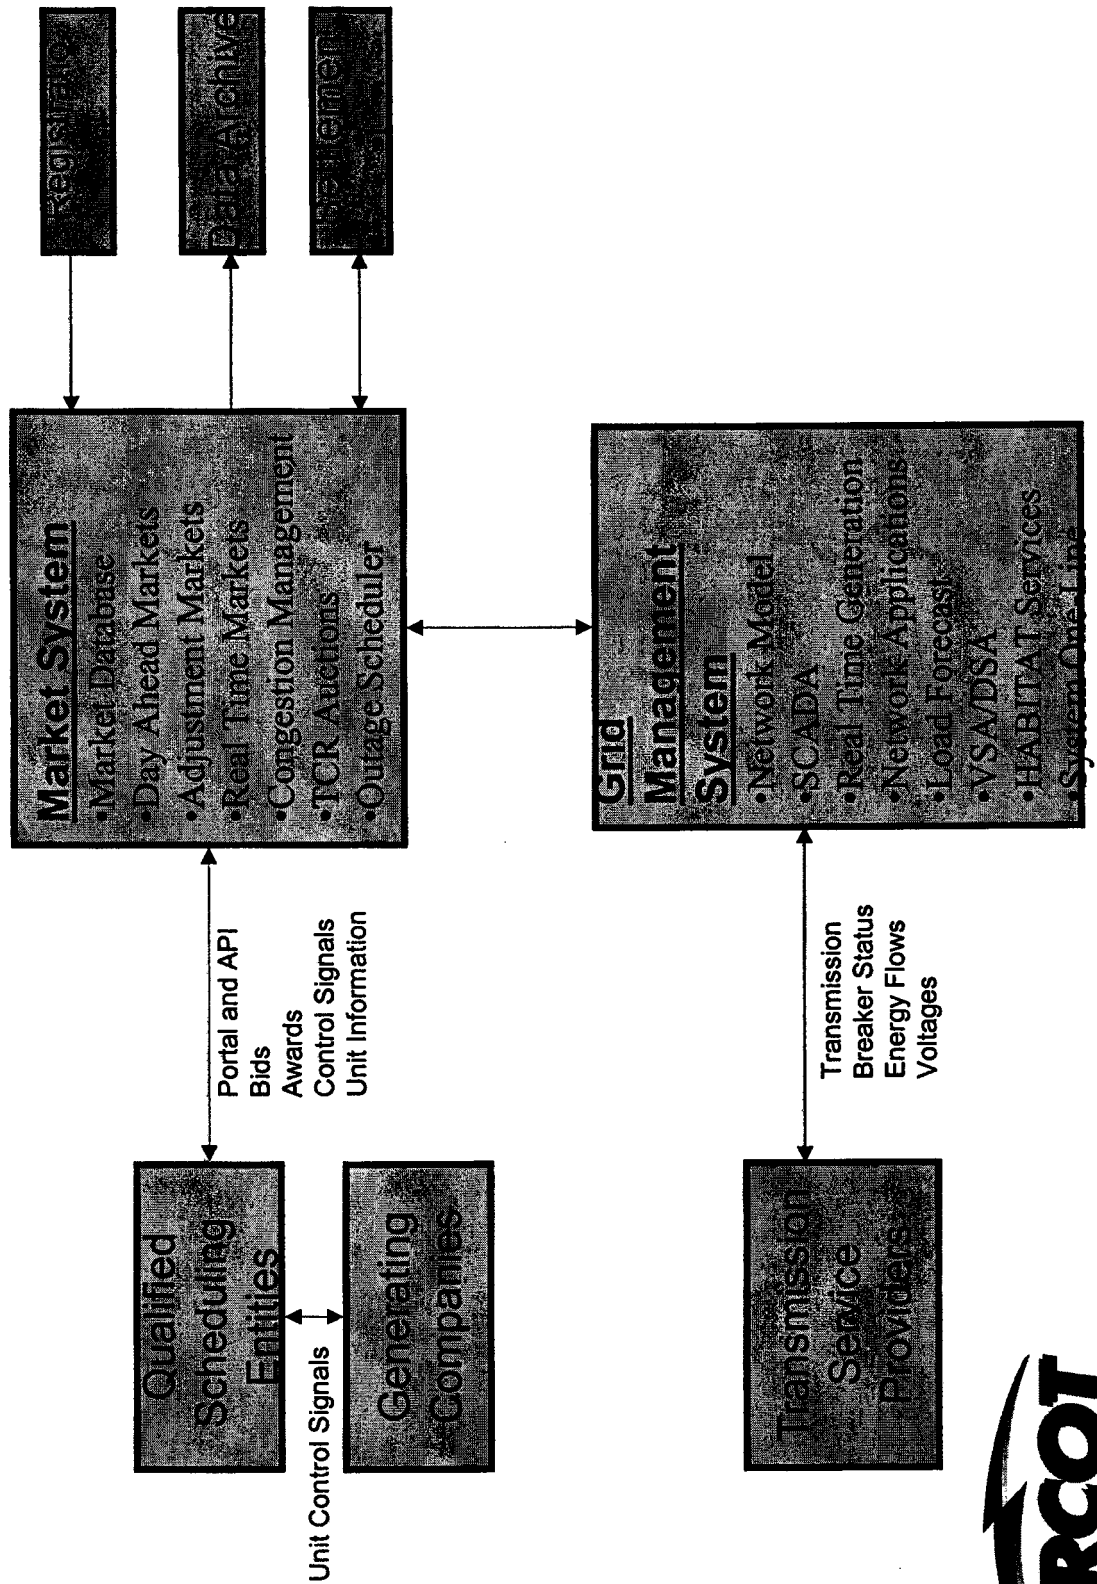 Qualified
Scheduling
Entities
Unit Control Signals
Generating
Companies
Portal and API
Bids
Awards
Control Signals
Unit Information
Market System
•Market Database
•Day Ahead Markets
•Adjustment Markets
•Real Time Markets
•Congestion Management
•TCR Auctions
•Outage Scheduler
Data Archive
Transmission
Service
Providers
Transmission
Breaker Status
Energy Flows
Voltages
Grid
Management
System
•Network Model
•SCADA
•Real Time Generation
•Network Applications
•Load Forecast
•VSA/DSA
•HABITAT Services
•System One Line
RCOT